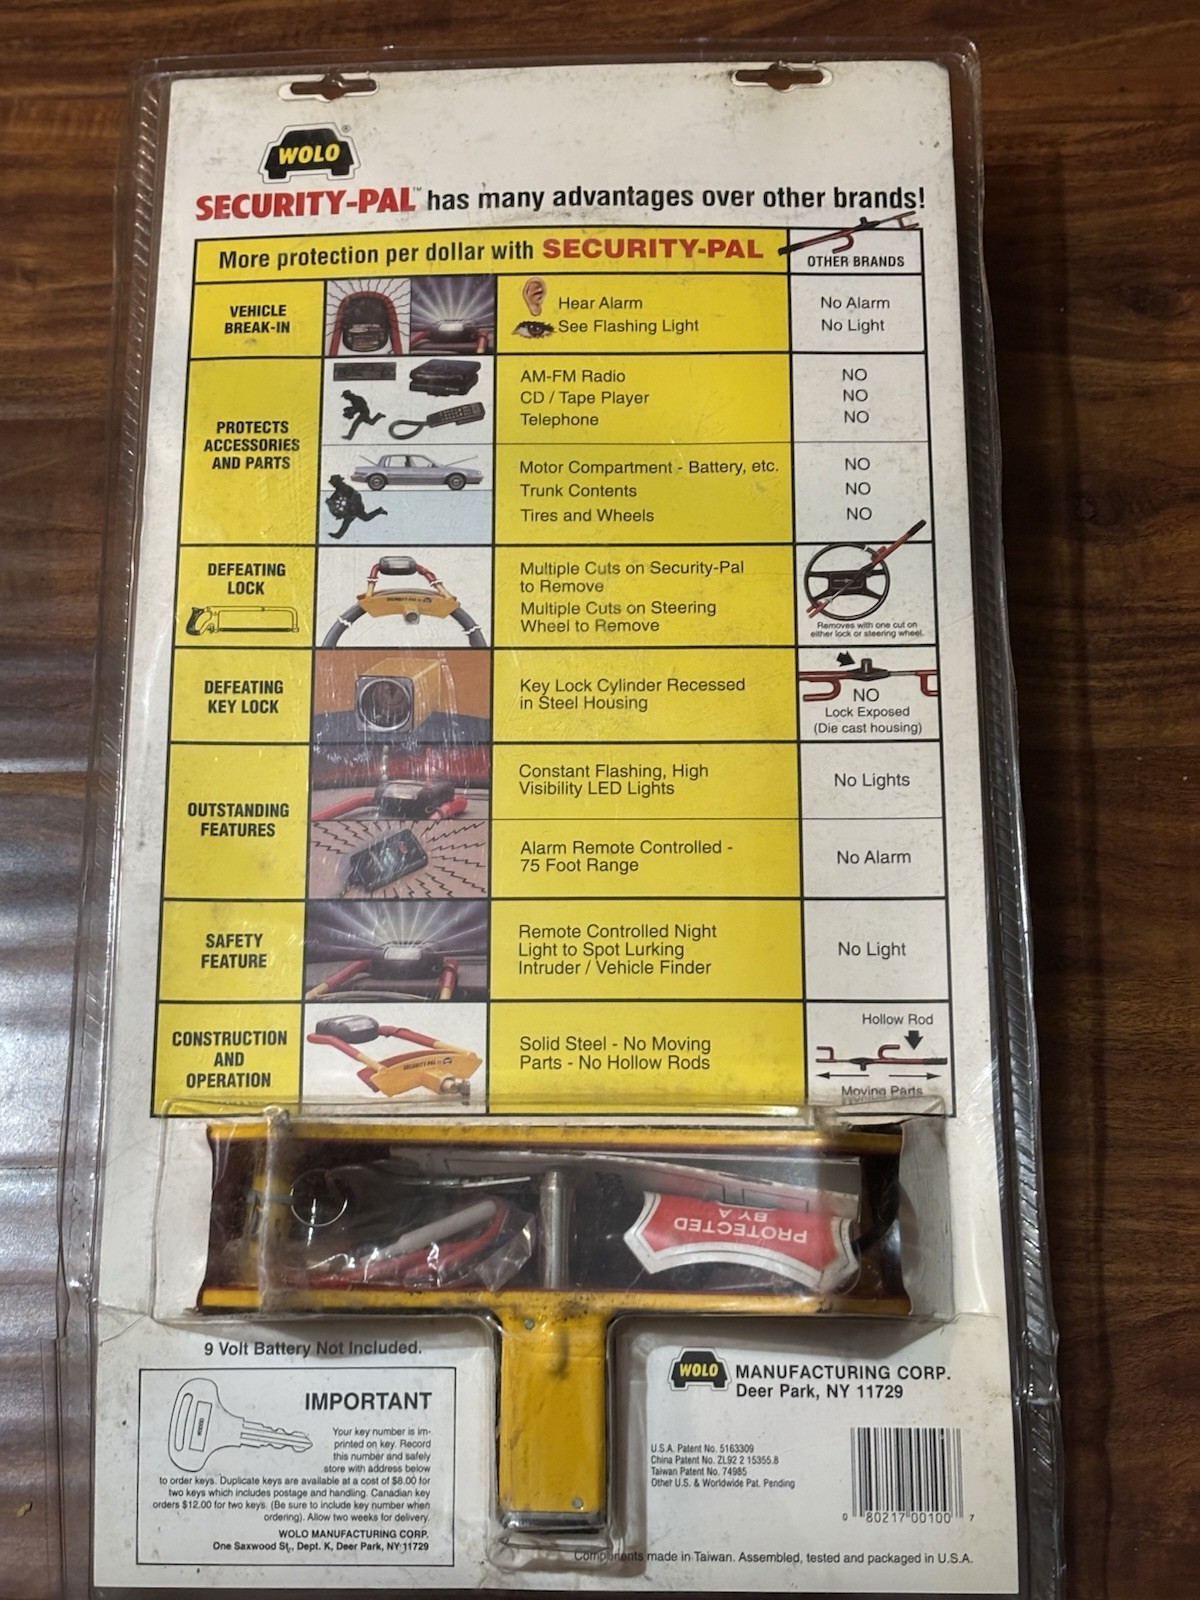 WOLO ®
SECURITY-PAL™ has many advantages over other brands!
More protection per dollar with SECURITY-PAL
OTHER BRANDS
VEHICLE
BREAK-IN
Hear Alarm
See Flashing Light
No Alarm
No Light
PROTECTS
ACCESSORIES
AND PARTS
AM-FM Radio
CD / Tape Player
Telephone
NO
NO
NO
Motor Compartment - Battery, etc.
Trunk Contents
Tires and Wheels
NO
NO
NO
DEFEATING
LOCK
Multiple Cuts on Security-Pal
to Remove
Multiple Cuts on Steering
Wheel to Remove
Removes with one cut on
either lock or steering wheel.
DEFEATING
KEY LOCK
Key Lock Cylinder Recessed
in Steel Housing
NO
Lock Exposed
(Die cast housing)
OUTSTANDING
FEATURES
Constant Flashing, High
Visibility LED Lights
No Lights
Alarm Remote Controlled -
75 Foot Range
No Alarm
SAFETY
FEATURE
Remote Controlled Night
Light to Spot Lurking
Intruder / Vehicle Finder
No Light
CONSTRUCTION
AND
OPERATION
SECURITY-PAL
Solid Steel - No Moving
Parts - No Hollow Rods
Hollow Rod
Moving Parts
PROTECTED
BY A
9 Volt Battery Not Included.
IMPORTANT
Your key number is im-
printed on key. Record
this number and safely
store with address below
to order keys. Duplicate keys are available at a cost of $8.00 for
two keys which includes postage and handling. Canadian key
orders $12.00 for two keys. (Be sure to include key number when
ordering). Allow two weeks for delivery.
WOLO MANUFACTURING CORP.
One Saxwood St., Dept. K, Deer Park, NY 11729
WOLO MANUFACTURING CORP.
Deer Park, NY 11729
U.S.A. Patent No. 5163309
China Patent No. ZL92 2 15355.8
Taiwan Patent No. 74985
Other U.S. & Worldwide Pat. Pending
0 80217 00100 7
Components made in Taiwan. Assembled, tested and packaged in U.S.A.